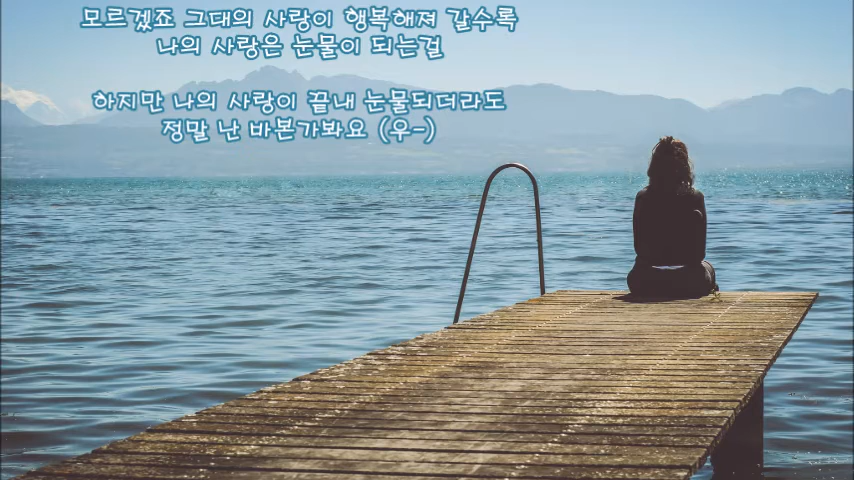 모르겠죠 그대의 사랑이 행복해져 갈수록
나의 사랑은 눈물이 되는걸
하지만 나의 사랑이 끝내 눈물되더라도
정말 난 바본가봐요 (우-)